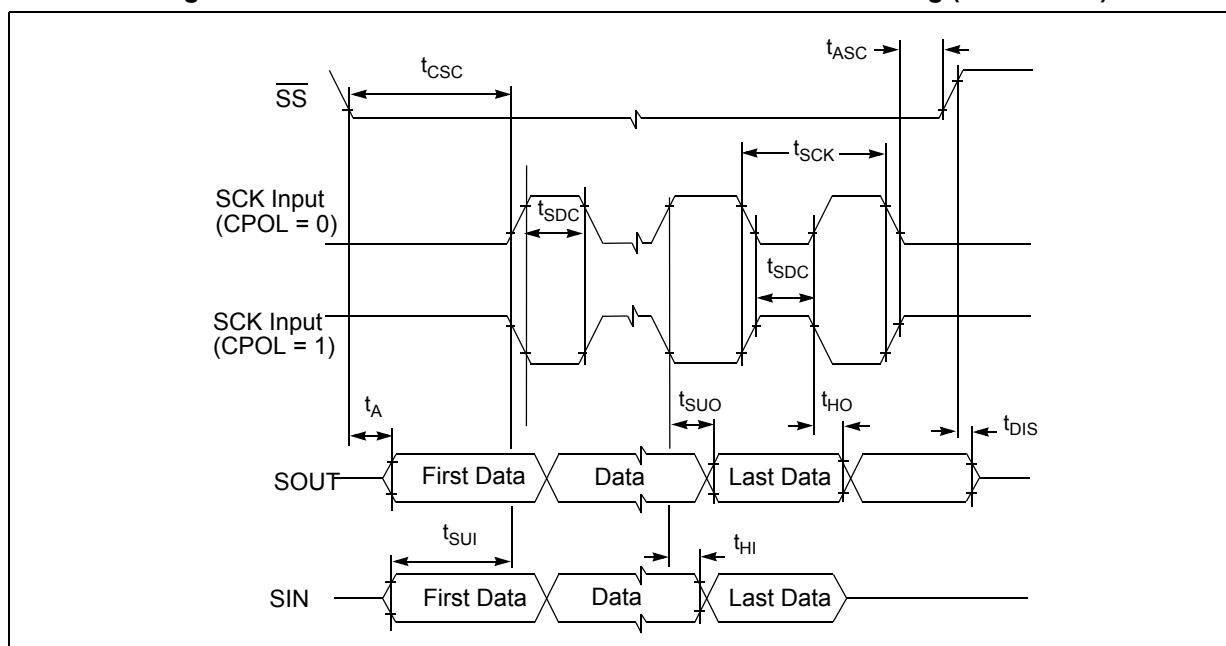 tASC
tCSC
SS
tSCK
SCK Input
(CPOL = 0)
tSDC
tSDC
SCK Input
(CPOL = 1)
tA
tSUO
tHO
tDIS
SOUT
First Data
Data
Last Data
tSUI
tHI
SIN
First Data
Data
Last Data